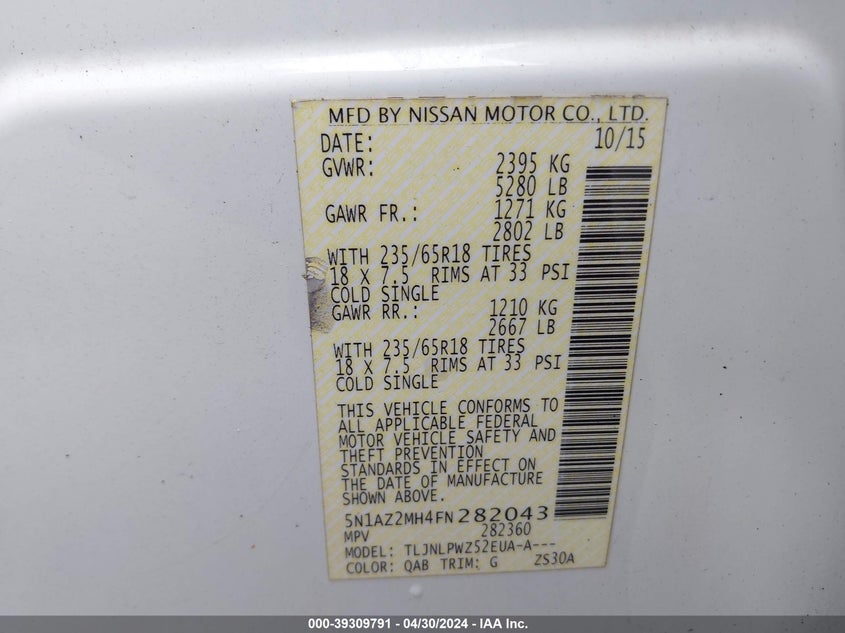 MFD BY NISSAN MOTOR CO., LTD.
DATE: 10/15
GVWR: 2395 KG
5280 LB
GAWR FR.: 1271 KG
2802 LB
WITH 235/65R18 TIRES
18 X 7.5 RIMS AT 33 PSI
COLD SINGLE
GAWR RR.: 1210 KG
2667 LB
WITH 235/65R18 TIRES
18 X 7.5 RIMS AT 33 PSI
COLD SINGLE
THIS VEHICLE CONFORMS TO
ALL APPLICABLE FEDERAL
MOTOR VEHICLE SAFETY AND
THEFT PREVENTION
STANDARDS IN EFFECT ON
THE DATE OF MANUFACTURE
SHOWN ABOVE.
5N1AZ2MH4FN282043
MPV 282360
MODEL: TLJNLPWZ52EUA-A---
COLOR: QAB TRIM: G ZS30A
000-39309791 - 04/30/2024 - IAA Inc.